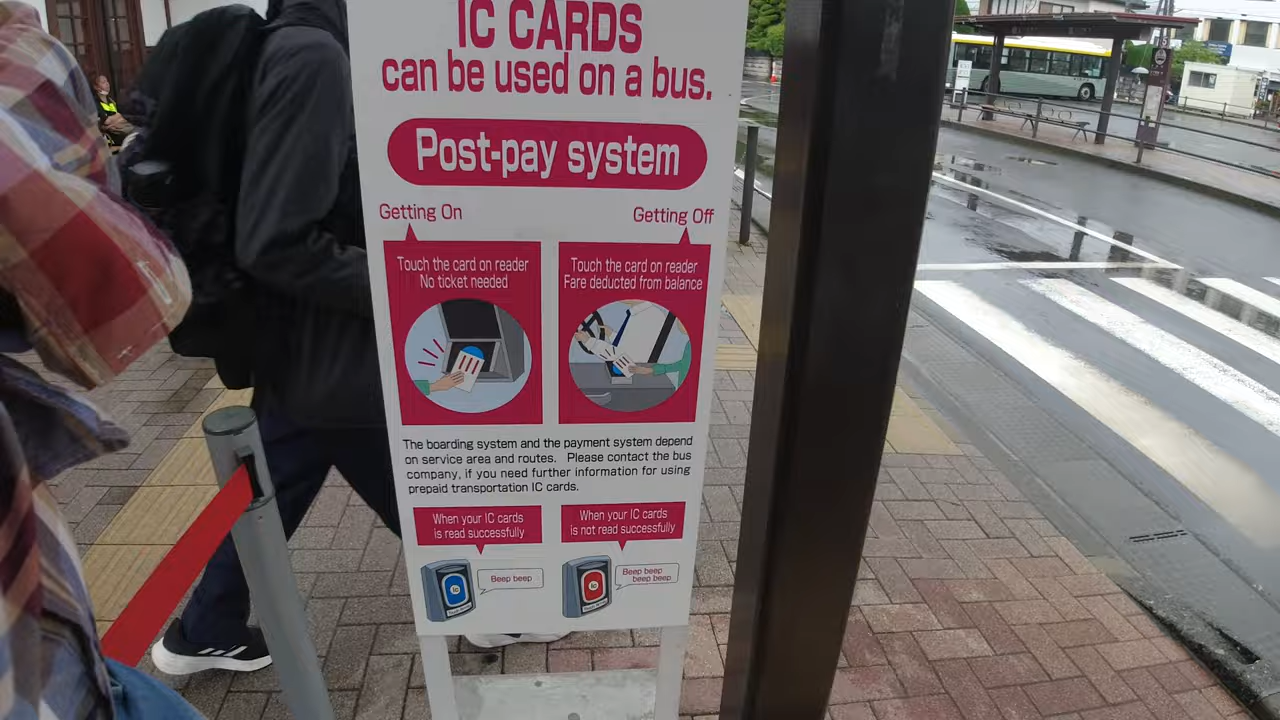 IC CARDS
can be used on a bus.
Post-pay system
Getting On
Getting Off
Touch the card on reader
No ticket needed
Touch the card on reader
Fare deducted from balance
The boarding system and the payment system depend
on service area and routes. Please contact the bus
company, if you need further information for using
prepaid transportation IC cards.
When your IC cards
is read successfully
When your IC cards
is not read successfully
Beep beep
Beep beep
beep beep
Ic
Ic